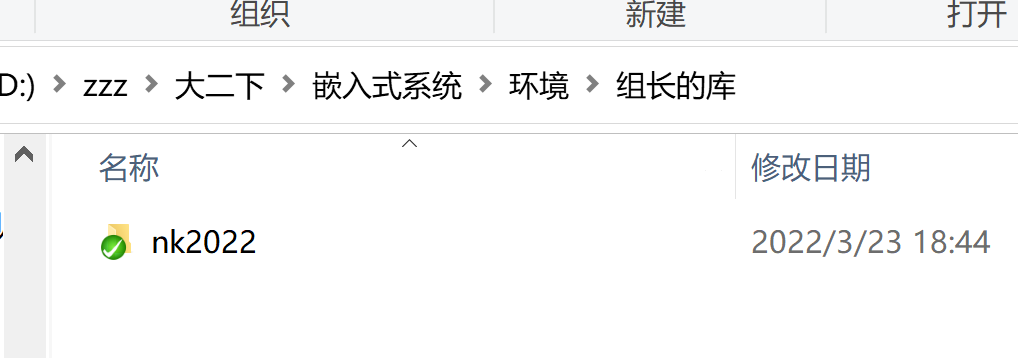 组织 新建 打开
D:) zzz 大二下 嵌入式系统 环境 组长的库
名称 修改日期
nk2022 2022/3/23 18:44